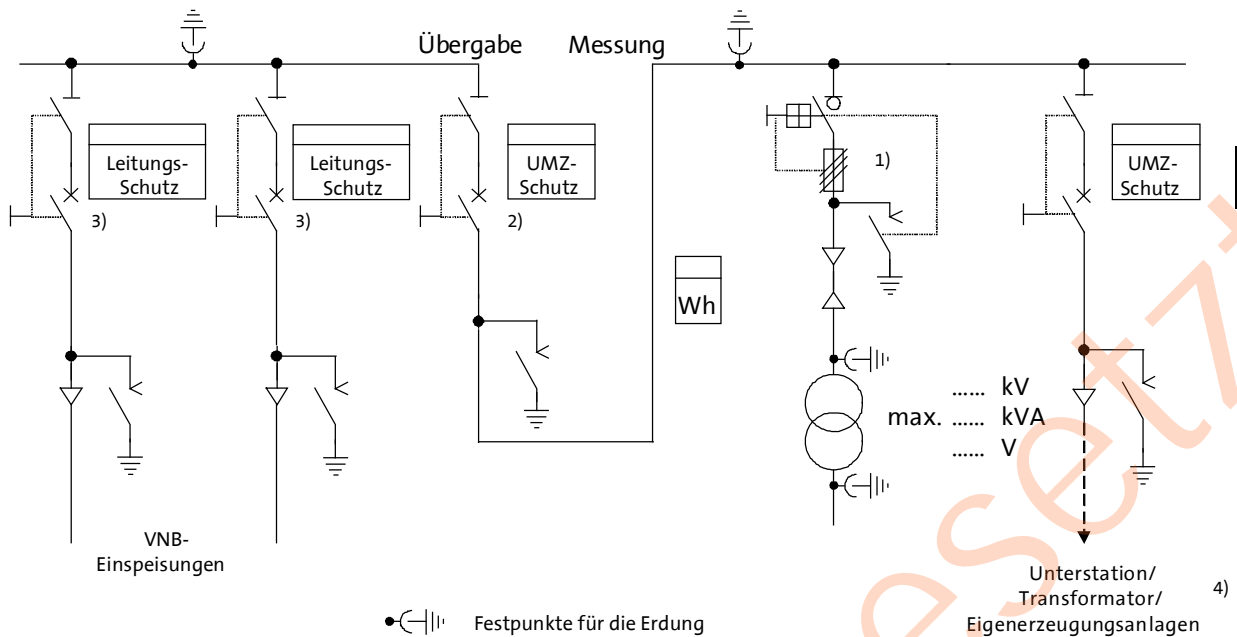 Übergabe
Messung
Leitungs-
Schutz
Leitungs-
Schutz
UMZ-
Schutz
UMZ-
Schutz
1)
3)
3)
2)
Wh
...... kV
max. ...... kVA
...... V
VNB-
Einspeisungen
Unterstation/
Transformator/
Eigenerzeugungsanlagen
4)
Festpunkte für die Erdung
esetzt